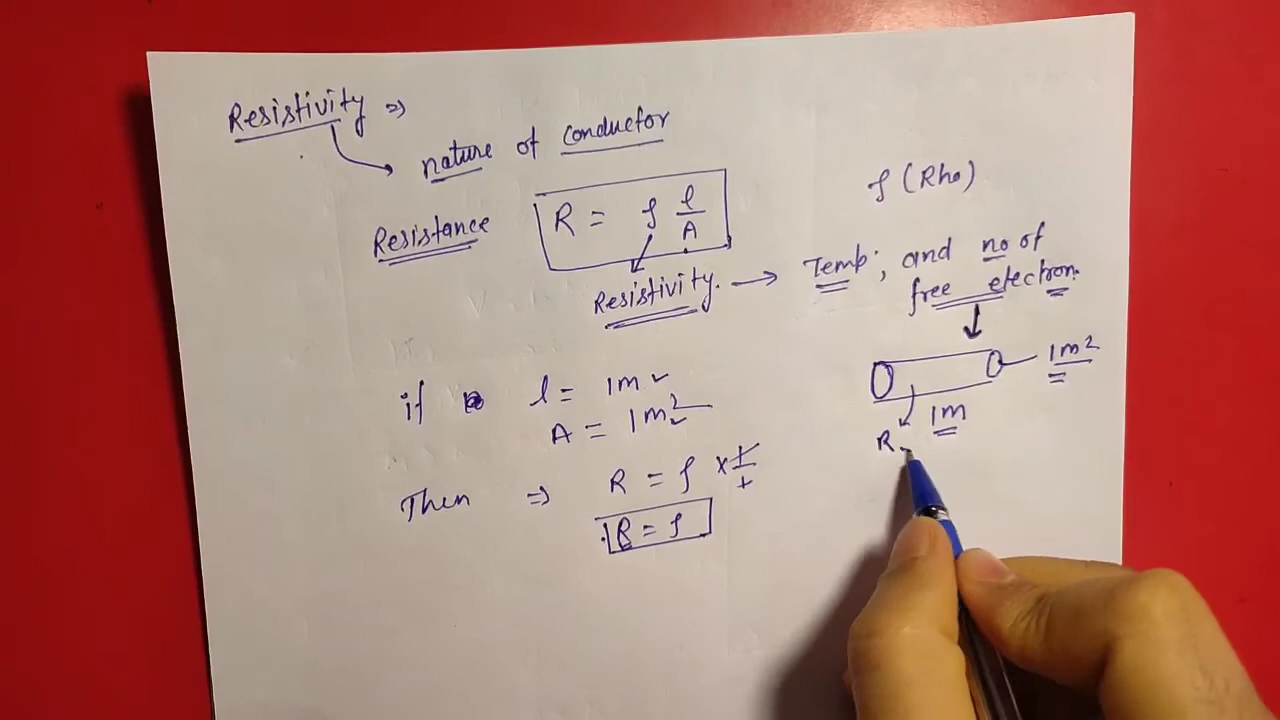 Resistivity ⇒
nature of conductor
Resistance R = ρ l/A
ρ (Rho)
Resistivity. → Temp; and no of
free electron.
if l = 1m
A = 1m²
Then ⇒ R = ρ × 1/1
R = ρ
1m²
1m
R